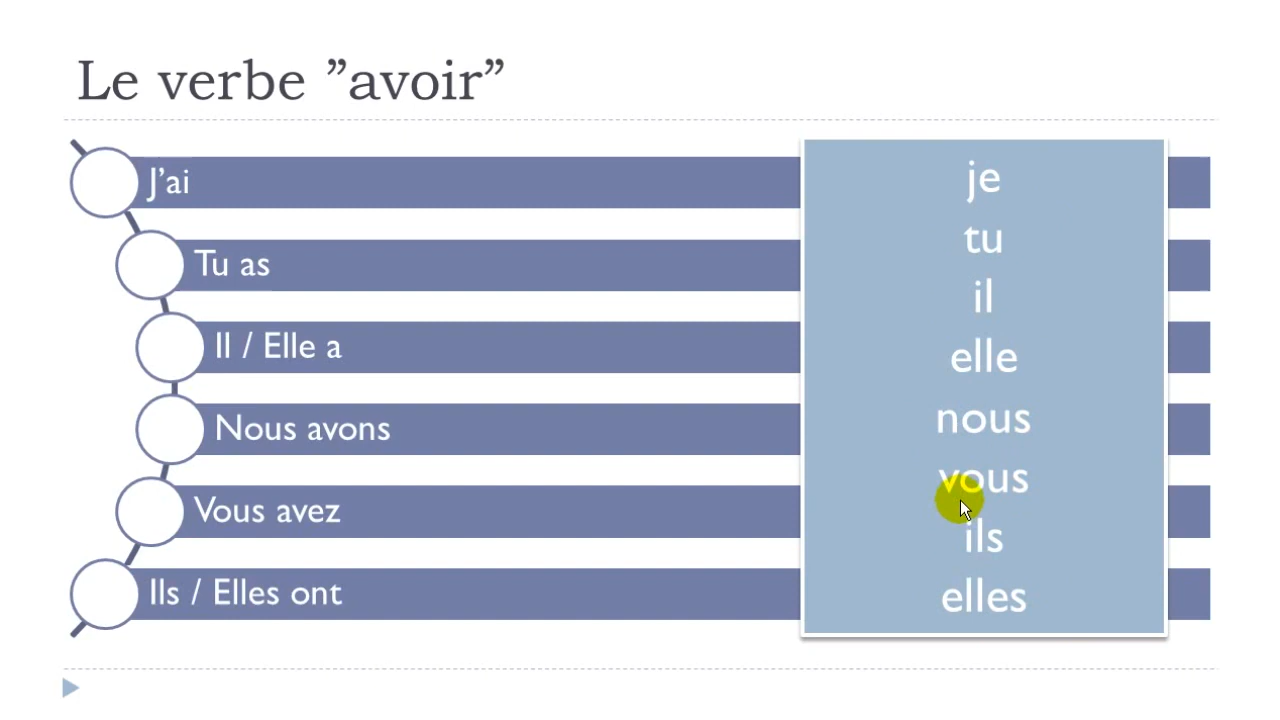 Le verbe ”avoir”
J’ai
Tu as
Il / Elle a
Nous avons
Vous avez
Ils / Elles ont
je
tu
il
elle
nous
vous
ils
elles